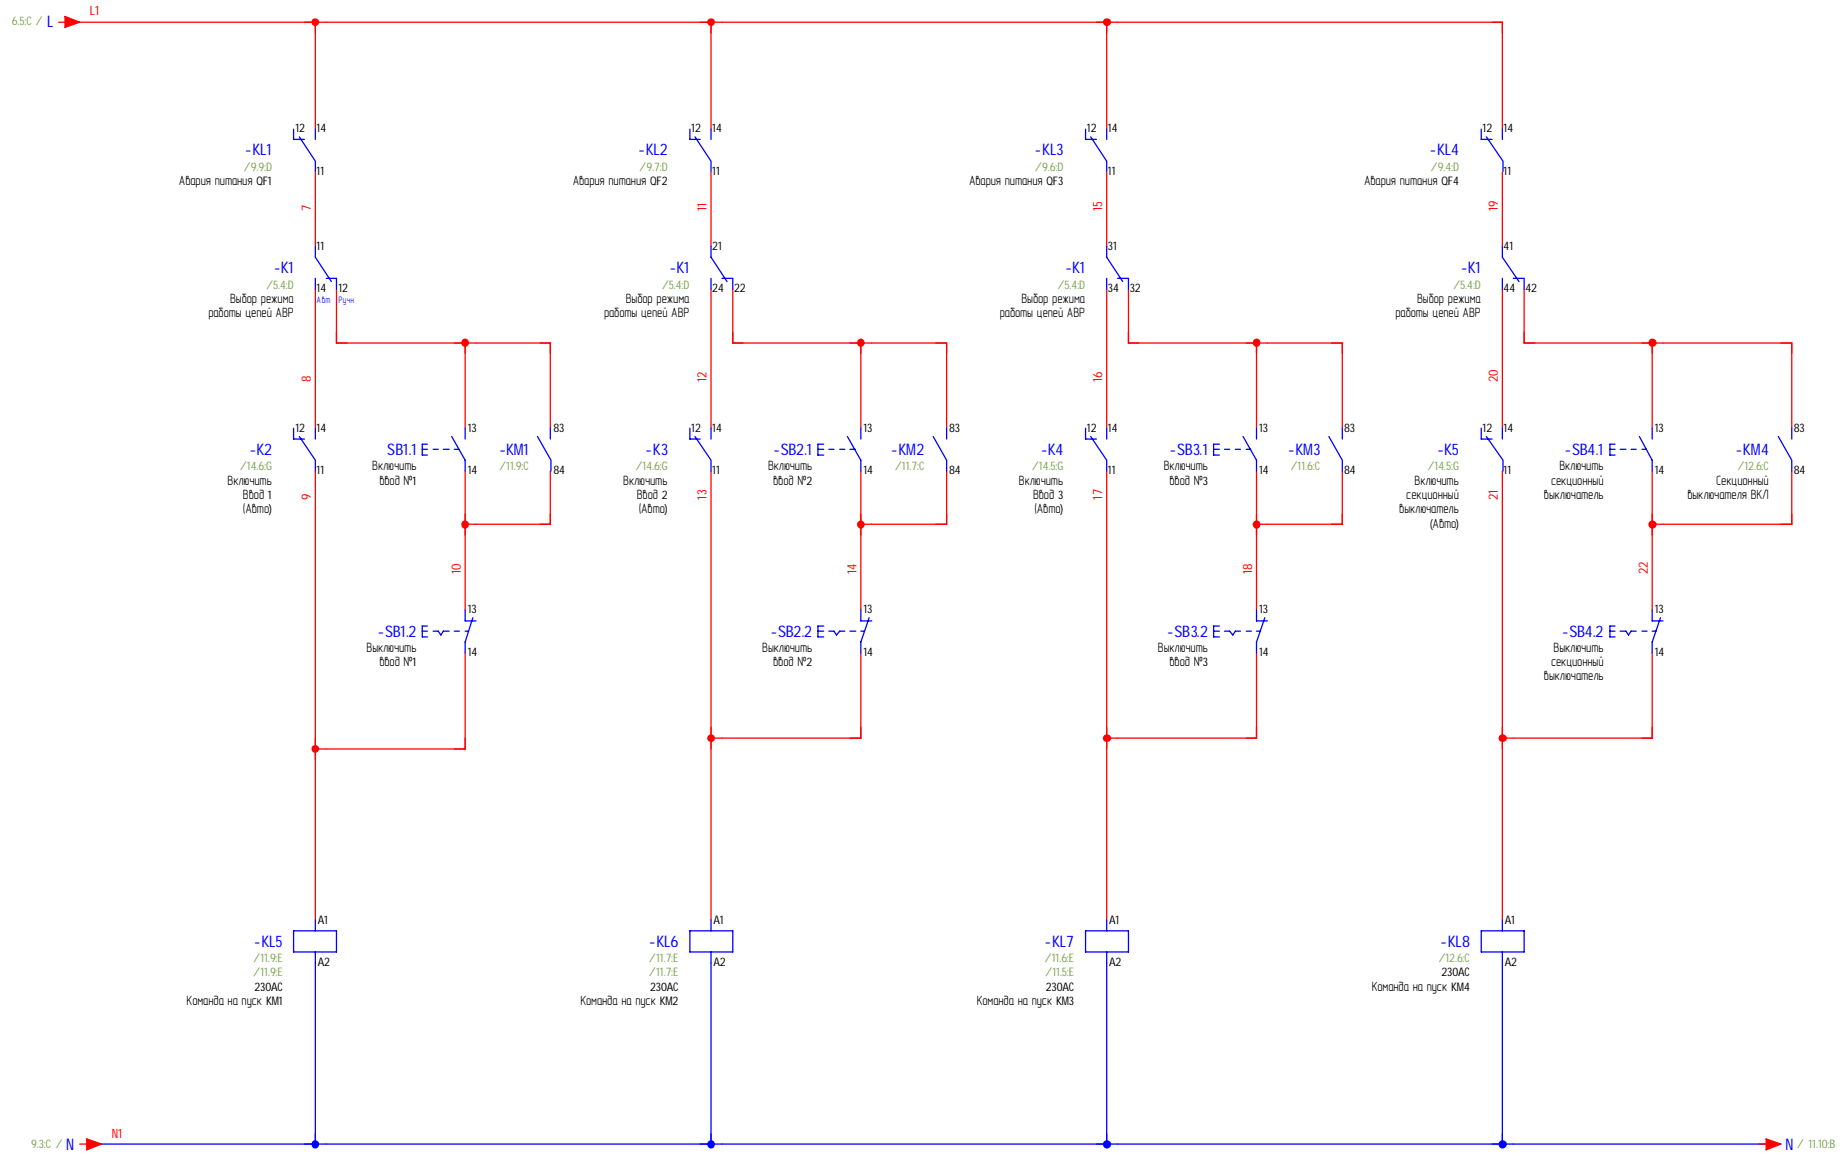 6.5:C / L L1
12 14
-KL1
/9.9:D
Авария питания QF1
11
7
11
-K1
/5.4:D
Выбор режима
работы цепей АВР
14 12
Авт Ручн
8
12 14
-K2
/14.6:G
Включить
Ввод 1
(Авто)
11
9
13
SB1.1
Включить
ввод №1
14
83
-KM1
/11.9:C
84
10
13
-SB1.2
Выключить
ввод №1
14
A1
-KL5
/11.9:E
/11.9:E
230AC
Команда на пуск КМ1
A2
12 14
-KL2
/9.7:D
Авария питания QF2
11
11
21
-K1
/5.4:D
Выбор режима
работы цепей АВР
24 22
12
12 14
-K3
/14.6:G
Включить
Ввод 2
(Авто)
11
13
13
-SB2.1
Включить
ввод №2
14
83
-KM2
/11.7:C
84
14
13
-SB2.2
Выключить
ввод №2
14
A1
-KL6
/11.7:E
/11.7:E
230AC
Команда на пуск КМ2
A2
12 14
-KL3
/9.6:D
Авария питания QF3
11
15
31
-K1
/5.4:D
Выбор режима
работы цепей АВР
34 32
16
12 14
-K4
/14.5:G
Включить
Ввод 3
(Авто)
11
17
13
-SB3.1
Включить
ввод №3
14
83
-KM3
/11.6:C
84
18
13
-SB3.2
Выключить
ввод №3
14
A1
-KL7
/11.6:E
/11.5:E
230AC
Команда на пуск КМ3
A2
12 14
-KL4
/9.4:D
Авария питания QF4
11
19
41
-K1
/5.4:D
Выбор режима
работы цепей АВР
44 42
20
12 14
-K5
/14.5:G
Включить
секционный
выключатель
(Авто)
11
21
13
-SB4.1
Включить
секционный
выключатель
14
83
-KM4
/12.6:C
Секционный
выключателя ВКЛ
84
22
13
-SB4.2
Выключить
секционный
выключатель
14
A1
-KL8
/12.6:C
230AC
Команда на пуск КМ4
A2
9.3:C / N N1
N / 11.10:B